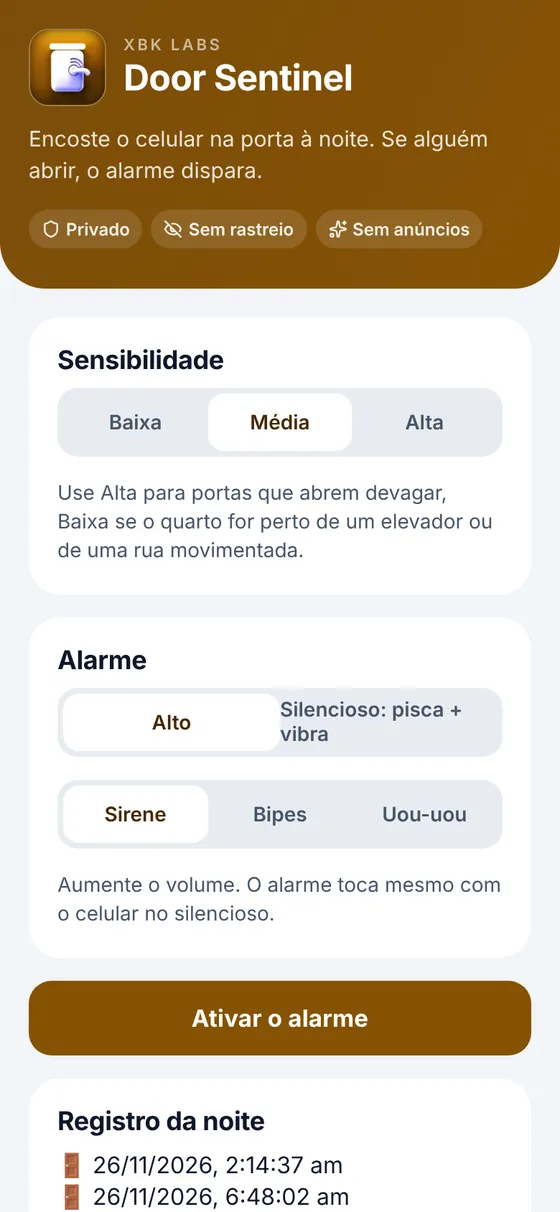 XBK LABS
Door Sentinel
Encoste o celular na porta à noite. Se alguém
abrir, o alarme dispara.
Privado
Sem rastreio
Sem anúncios
Sensibilidade
Baixa
Média
Alta
Use Alta para portas que abrem devagar,
Baixa se o quarto for perto de um elevador ou
de uma rua movimentada.
Alarme
Alto
Silencioso: pisca +
vibra
Sirene
Bipes
Uou-uou
Aumente o volume. O alarme toca mesmo com
o celular no silencioso.
Ativar o alarme
Registro da noite
26/11/2026, 2:14:37 am
26/11/2026, 6:48:02 am